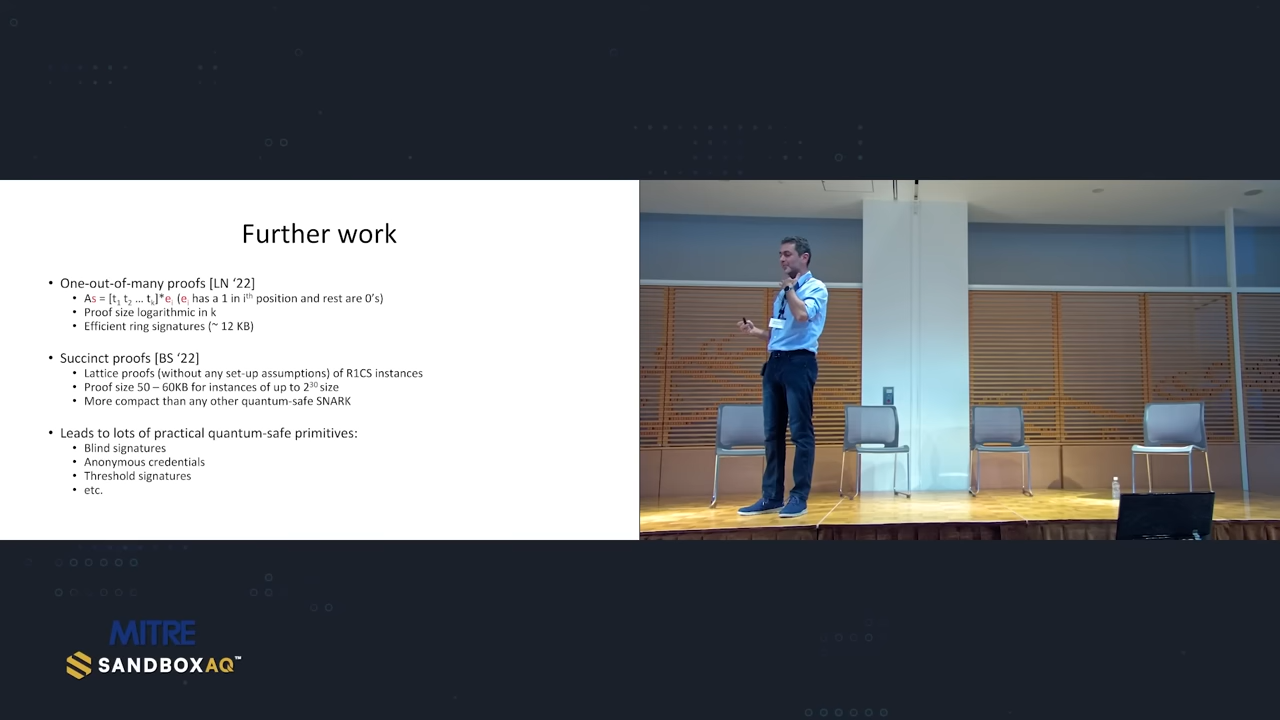 Further work
• One-out-of-many proofs [LN ‘22]
• As = [t1 t2 … tk]*ei (ei has a 1 in ith position and rest are 0’s)
• Proof size logarithmic in k
• Efficient ring signatures (~ 12 KB)
• Succinct proofs [BS ‘22]
• Lattice proofs (without any set-up assumptions) of R1CS instances
• Proof size 50 – 60KB for instances of up to 2^30 size
• More compact than any other quantum-safe SNARK
• Leads to lots of practical quantum-safe primitives:
• Blind signatures
• Anonymous credentials
• Threshold signatures
• etc.
MITRE
SANDBOXAQ™